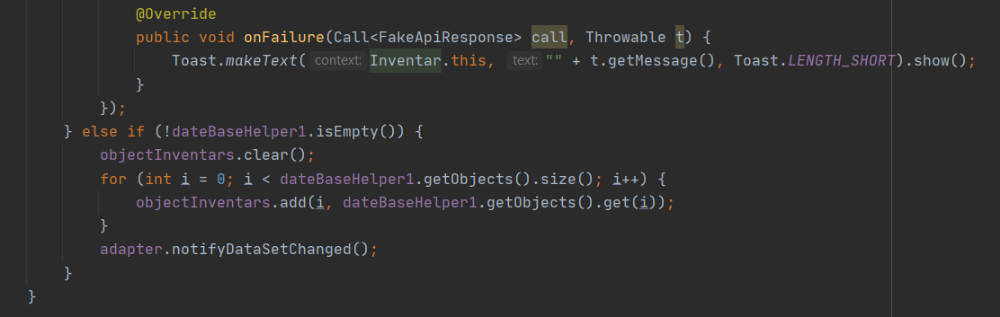 @Override
public void onFailure(Call<FakeApiResponse> call, Throwable t) {
Toast.makeText( context: Inventar.this, text: "" + t.getMessage(), Toast.LENGTH_SHORT).show();
}
});
} else if (!dateBaseHelper1.isEmpty()) {
objectInventars.clear();
for (int i = 0; i < dateBaseHelper1.getObjects().size(); i++) {
objectInventars.add(i, dateBaseHelper1.getObjects().get(i));
}
adapter.notifyDataSetChanged();
}
}